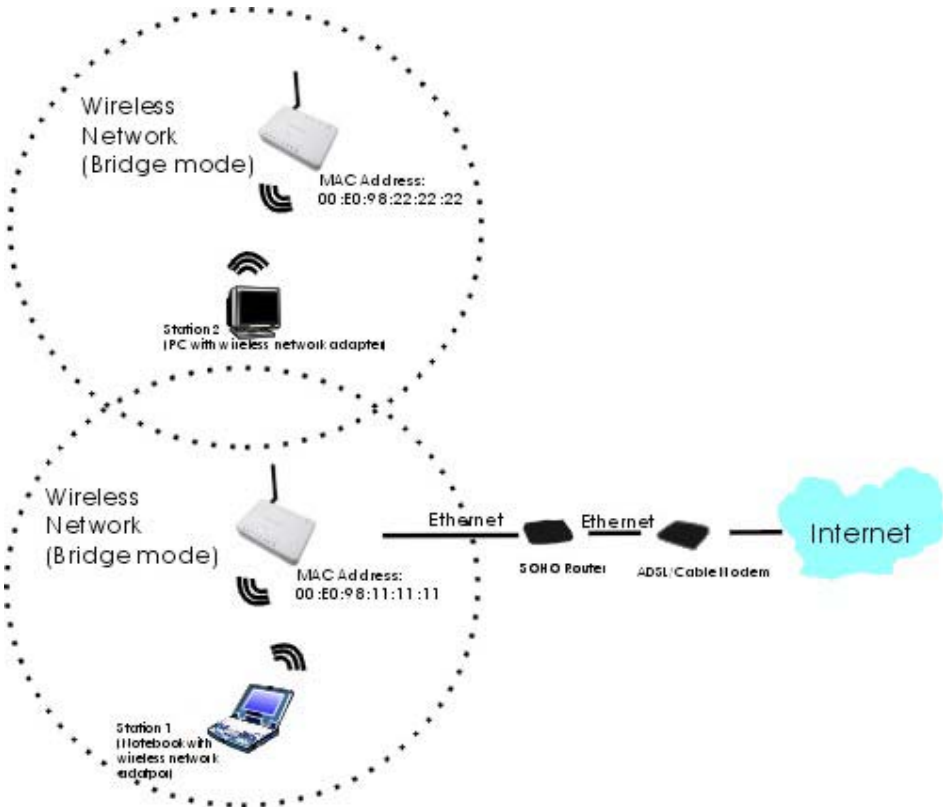 Wireless
Network
(Bridge mode)
MAC Address:
00:E0:98:22:22:22
Station 2
(PC with wireless network adapter)
Wireless
Network
(Bridge mode)
MAC Address:
00:E0:98:11:11:11
Ethernet
Ethernet
Internet
SOHO Router
ADSL/Cable Modem
Station 1
(Notebook with
wireless network
adatpor)